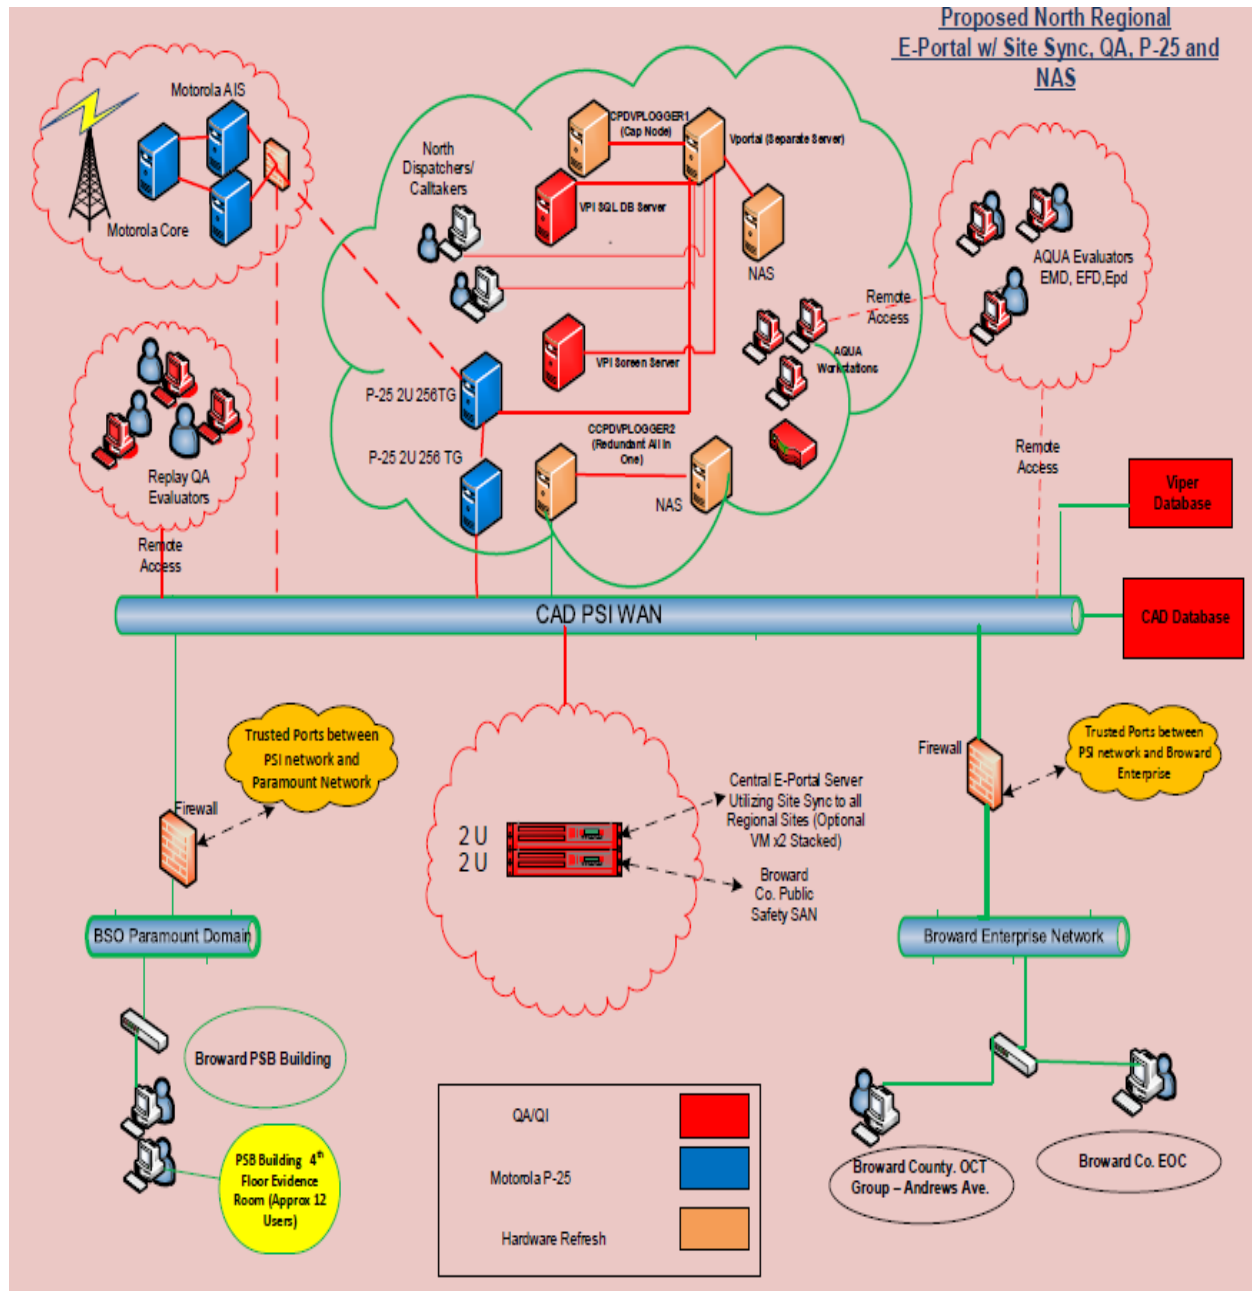 Proposed North Regional
E-Portal w/ Site Sync, QA, P-25 and
NAS
Motorola AIS
Motorola Core
North
Dispatchers/
Calltakers
CPDVPLOGGER1
(Cap Node)
Vportal (Separate Server)
VPI SQL DB Server
NAS
VPI Screen Server
AQUA
Workstations
Remote
Access
AQUA Evaluators
EMD, EFD,Epd
P-25 2U 256TG
P-25 2U 256 TG
CCPDVPLOGGER2
(Redundant All In
One)
NAS
Replay QA
Evaluators
Remote
Access
Remote
Access
Viper
Database
CAD PSI WAN
CAD Database
Trusted Ports between
PSI network and
Paramount Network
Firewall
Firewall
Trusted Ports between
PSI network and Broward
Enterprise
2 U
2 U
Central E-Portal Server
Utilizing Site Sync to all
Regional Sites (Optional
VM x2 Stacked)
Broward
Co. Public
Safety SAN
BSO Paramount Domain
Broward Enterprise Network
Broward PSB Building
PSB Building 4th
Floor Evidence
Room (Approx 12
Users)
QA/QI
Motorola P-25
Hardware Refresh
Broward County. OCT
Group – Andrews Ave.
Broward Co. EOC